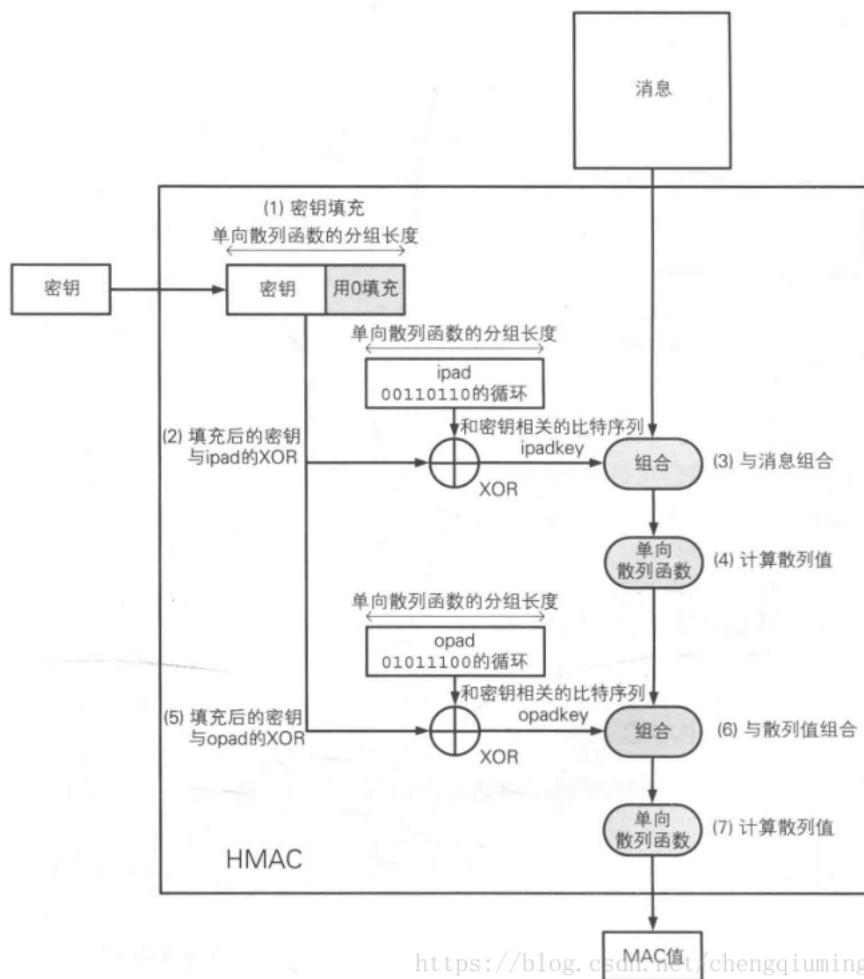 消息
(1) 密钥填充
单向散列函数的分组长度
密钥
密钥
用0填充
单向散列函数的分组长度
ipad
00110110的循环
和密钥相关的比特序列
ipadkey
(2) 填充后的密钥
与ipad的XOR
XOR
组合
(3) 与消息组合
单向
散列函数
(4) 计算散列值
单向散列函数的分组长度
opad
01011100的循环
和密钥相关的比特序列
opadkey
(5) 填充后的密钥
与opad的XOR
XOR
组合
(6) 与散列值组合
单向
散列函数
(7) 计算散列值
HMAC
MAC值
https://blog.csdn.net/chengqiuming